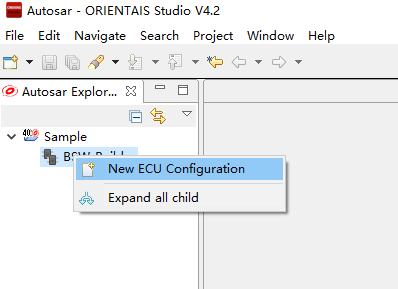 Autosar - ORIENTAIS Studio V4.2
File Edit Navigate Search Project Window Help
Autosar Explor...
Sample
New ECU Configuration
Expand all child